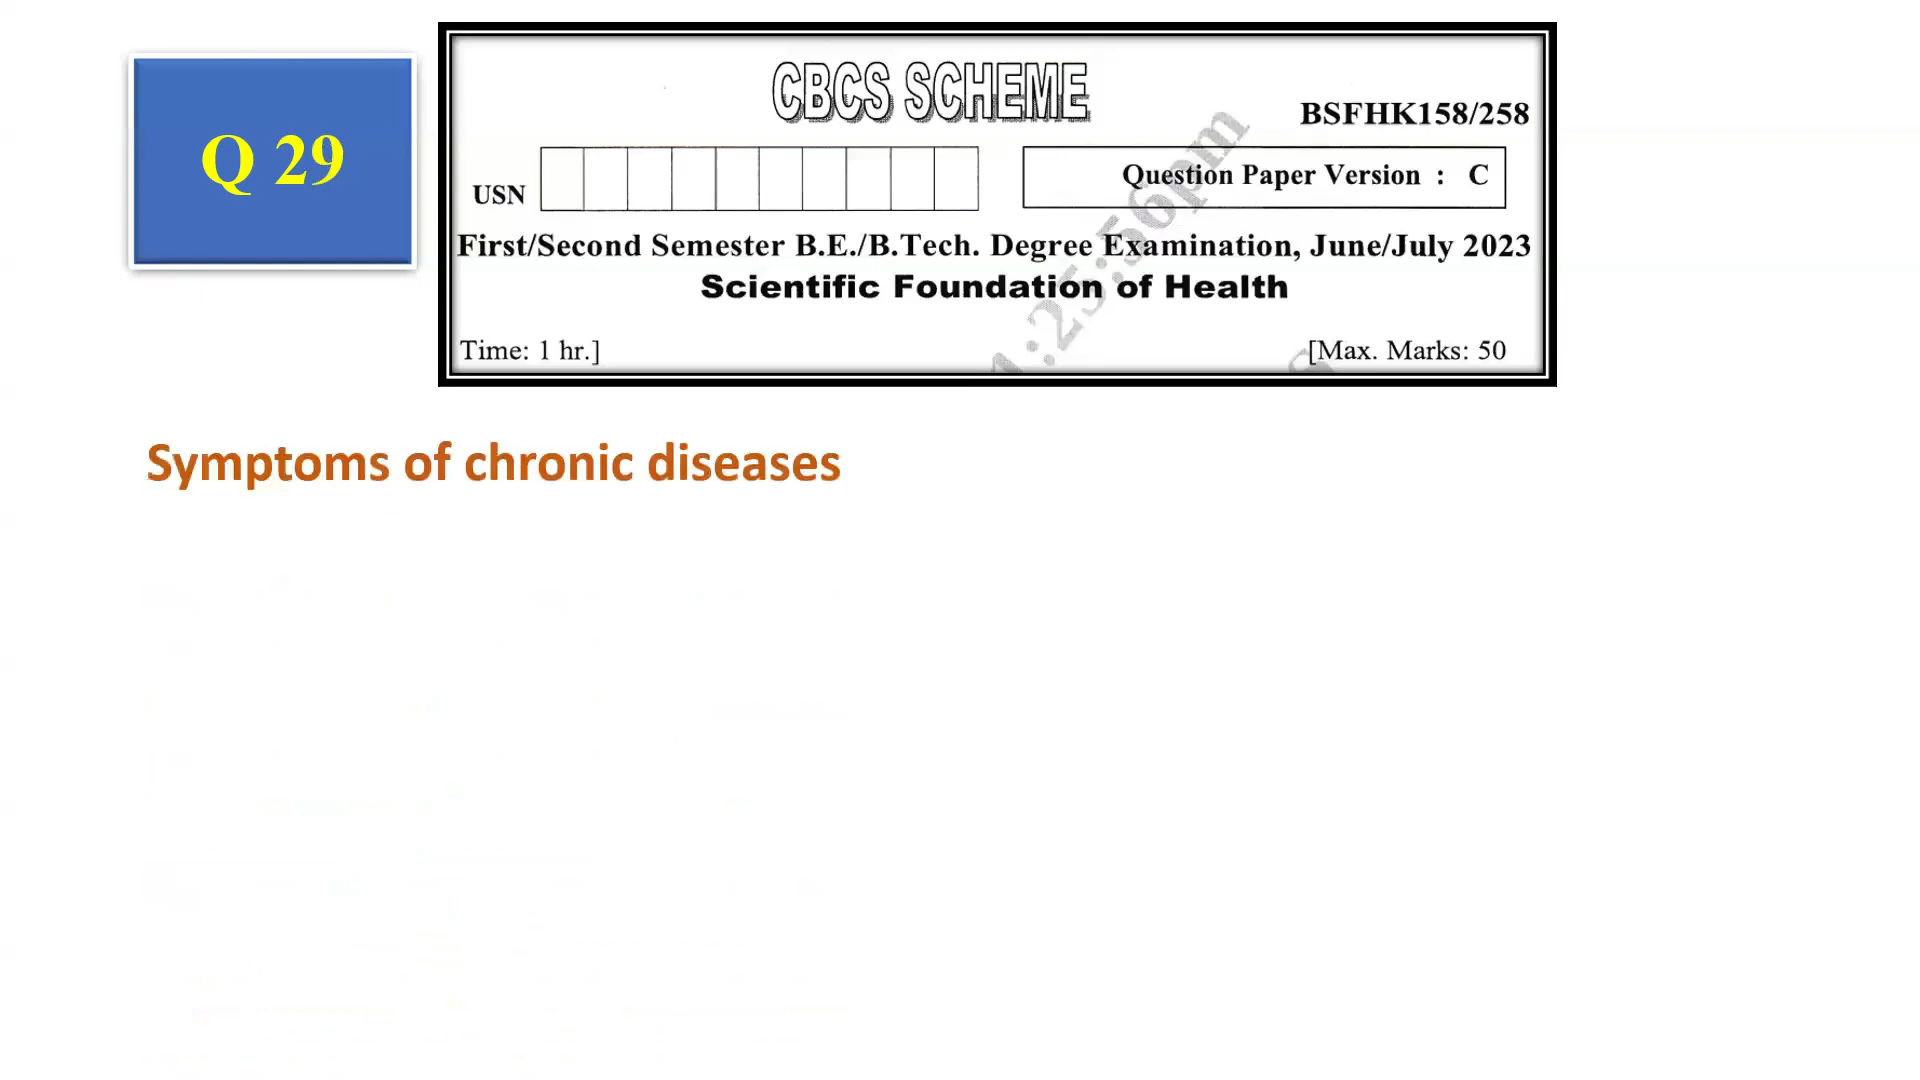 Q 29
CBCS SCHEME
BSFHK158/258
USN
Question Paper Version : C
First/Second Semester B.E./B.Tech. Degree Examination, June/July 2023
Scientific Foundation of Health
Time: 1 hr.]
[Max. Marks: 50
Symptoms of chronic diseases